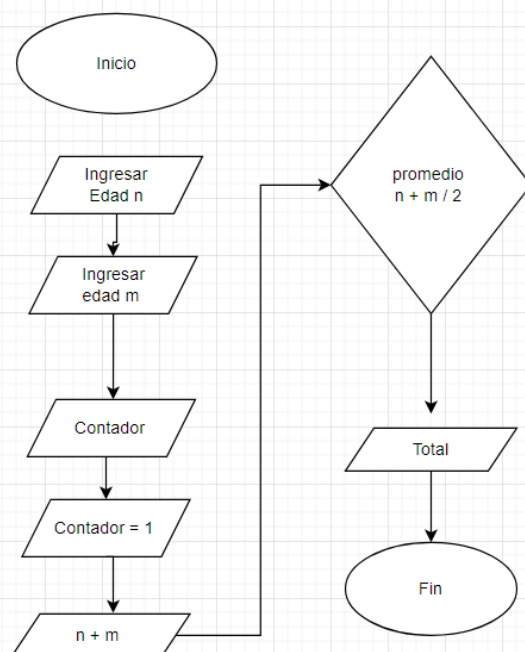 Inicio
Ingresar
Edad n
Ingresar
edad m
Contador
Contador = 1
n + m
promedio
n + m / 2
Total
Fin